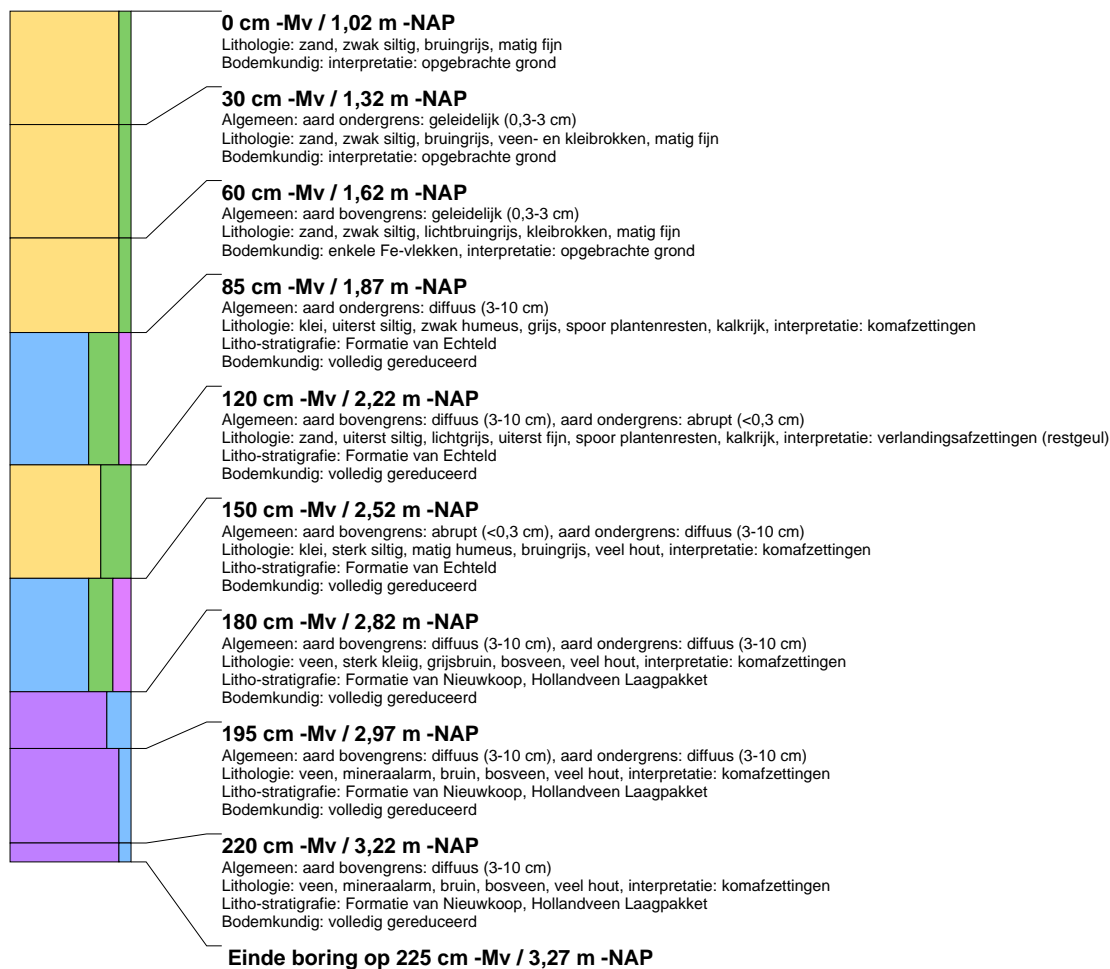 0 cm -Mv / 1,02 m -NAP
Lithologie: zand, zwak siltig, bruingrijs, matig fijn
Bodemkundig: interpretatie: opgebrachte grond
30 cm -Mv / 1,32 m -NAP
Algemeen: aard ondergrens: geleidelijk (0,3-3 cm)
Lithologie: zand, zwak siltig, bruingrijs, veen- en kleibrokken, matig fijn
Bodemkundig: interpretatie: opgebrachte grond
60 cm -Mv / 1,62 m -NAP
Algemeen: aard bovengrens: geleidelijk (0,3-3 cm)
Lithologie: zand, zwak siltig, lichtbruingrijs, kleibrokken, matig fijn
Bodemkundig: enkele Fe-vlekken, interpretatie: opgebrachte grond
85 cm -Mv / 1,87 m -NAP
Algemeen: aard ondergrens: diffuus (3-10 cm)
Lithologie: klei, uiterst siltig, zwak humeus, grijs, spoor plantenresten, kalkrijk, interpretatie: komafzettingen
Litho-stratigrafie: Formatie van Echteld
Bodemkundig: volledig gereduceerd
120 cm -Mv / 2,22 m -NAP
Algemeen: aard bovengrens: diffuus (3-10 cm), aard ondergrens: abrupt (<0,3 cm)
Lithologie: zand, uiterst siltig, lichtgrijs, uiterst fijn, spoor plantenresten, kalkrijk, interpretatie: verlandingsafzettingen (restgeul)
Litho-stratigrafie: Formatie van Echteld
Bodemkundig: volledig gereduceerd
150 cm -Mv / 2,52 m -NAP
Algemeen: aard bovengrens: abrupt (<0,3 cm), aard ondergrens: diffuus (3-10 cm)
Lithologie: klei, sterk siltig, matig humeus, bruingrijs, veel hout, interpretatie: komafzettingen
Litho-stratigrafie: Formatie van Echteld
Bodemkundig: volledig gereduceerd
180 cm -Mv / 2,82 m -NAP
Algemeen: aard bovengrens: diffuus (3-10 cm), aard ondergrens: diffuus (3-10 cm)
Lithologie: veen, sterk kleiig, grijsbruin, bosveen, veel hout, interpretatie: komafzettingen
Litho-stratigrafie: Formatie van Nieuwkoop, Hollandveen Laagpakket
Bodemkundig: volledig gereduceerd
195 cm -Mv / 2,97 m -NAP
Algemeen: aard bovengrens: diffuus (3-10 cm), aard ondergrens: diffuus (3-10 cm)
Lithologie: veen, mineraalarm, bruin, bosveen, veel hout, interpretatie: komafzettingen
Litho-stratigrafie: Formatie van Nieuwkoop, Hollandveen Laagpakket
Bodemkundig: volledig gereduceerd
220 cm -Mv / 3,22 m -NAP
Algemeen: aard bovengrens: diffuus (3-10 cm)
Lithologie: veen, mineraalarm, bruin, bosveen, veel hout, interpretatie: komafzettingen
Litho-stratigrafie: Formatie van Nieuwkoop, Hollandveen Laagpakket
Bodemkundig: volledig gereduceerd
Einde boring op 225 cm -Mv / 3,27 m -NAP